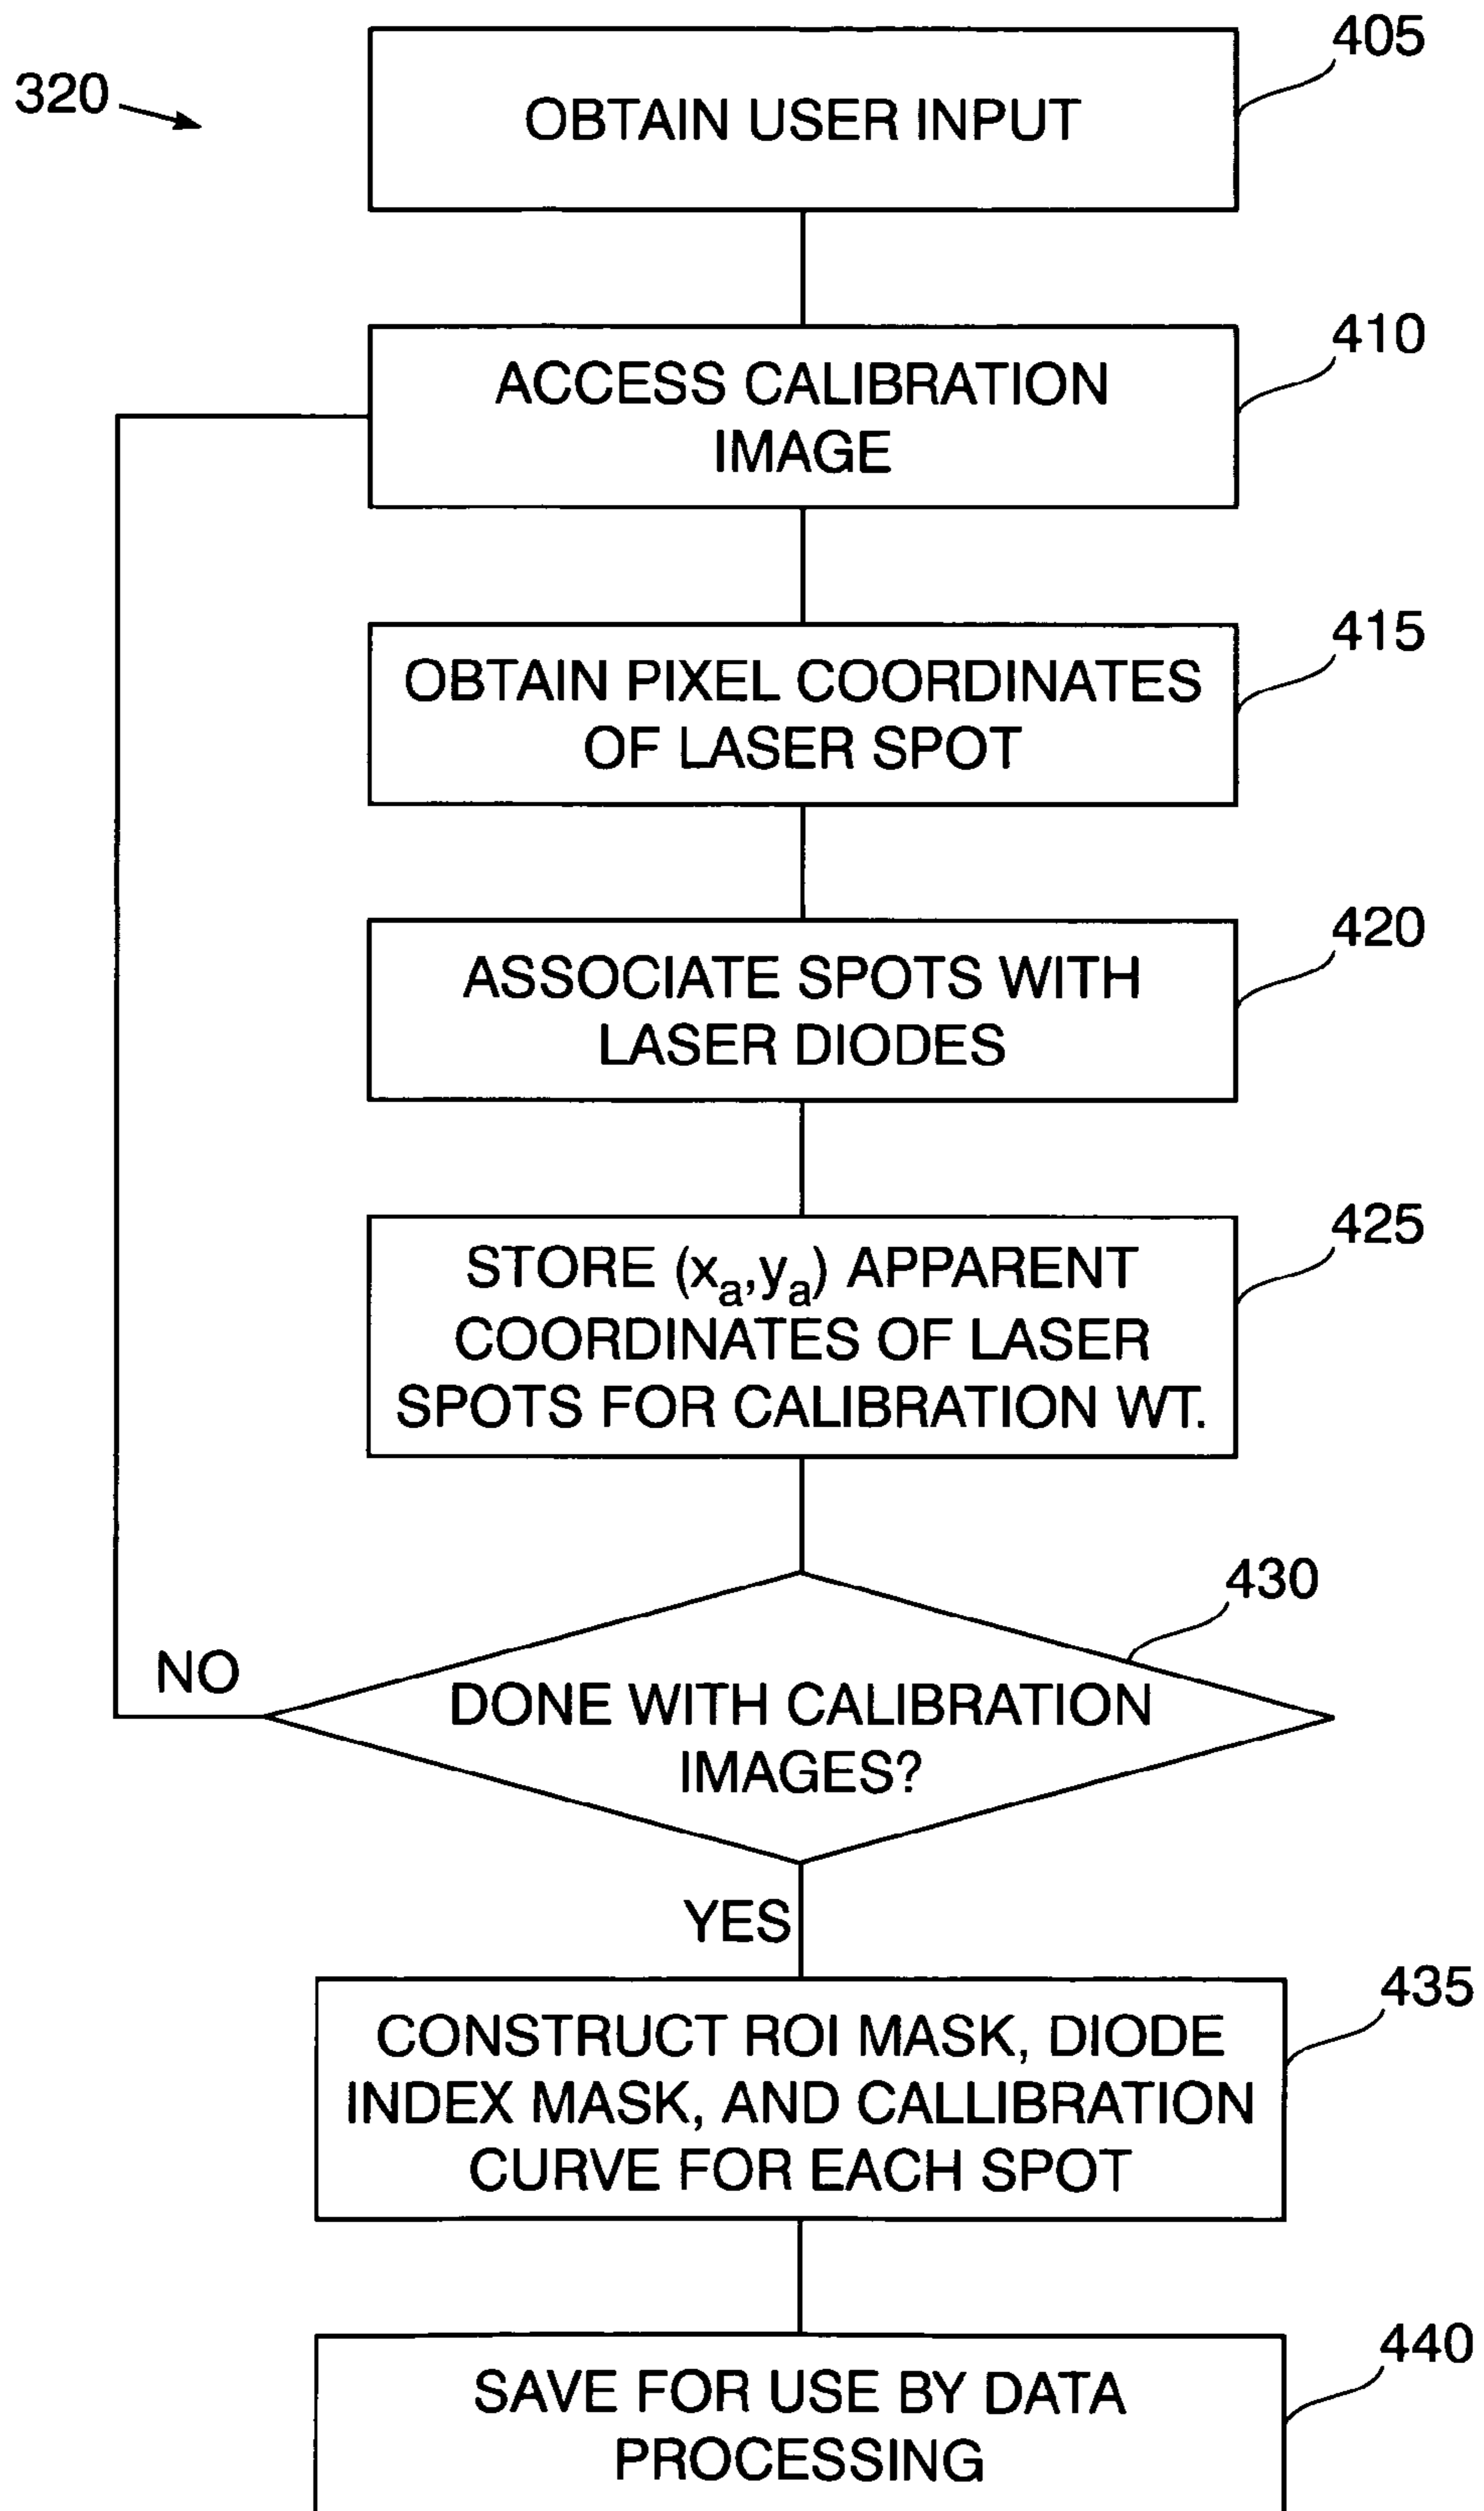 405
320
OBTAIN USER INPUT
410
ACCESS CALIBRATION
IMAGE
415
OBTAIN PIXEL COORDINATES
OF LASER SPOT
420
ASSOCIATE SPOTS WITH
LASER DIODES
425
STORE (xa,ya) APPARENT
COORDINATES OF LASER
SPOTS FOR CALIBRATION WT.
430
NO
DONE WITH CALIBRATION
IMAGES?
YES
435
CONSTRUCT ROI MASK, DIODE
INDEX MASK, AND CALLIBRATION
CURVE FOR EACH SPOT
440
SAVE FOR USE BY DATA
PROCESSING